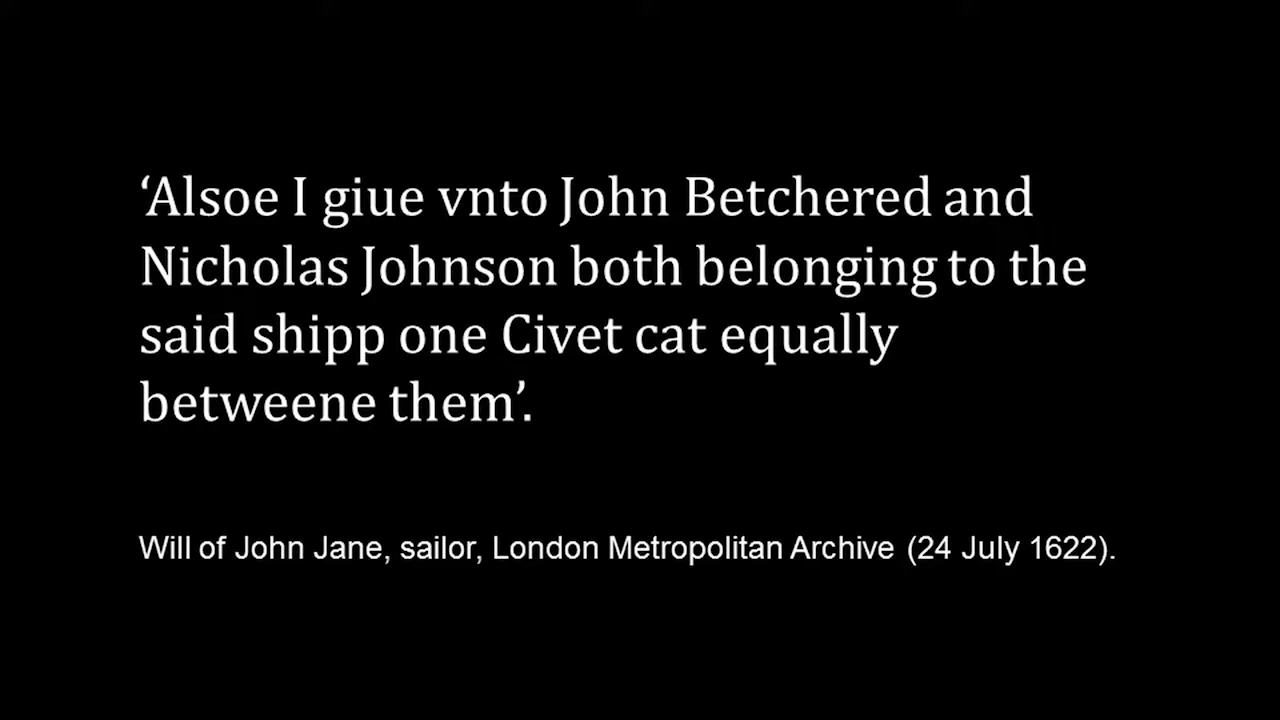 ‘Alsoe I giue vnto John Betchered and
Nicholas Johnson both belonging to the
said shipp one Civet cat equally
betweene them’.
Will of John Jane, sailor, London Metropolitan Archive (24 July 1622).